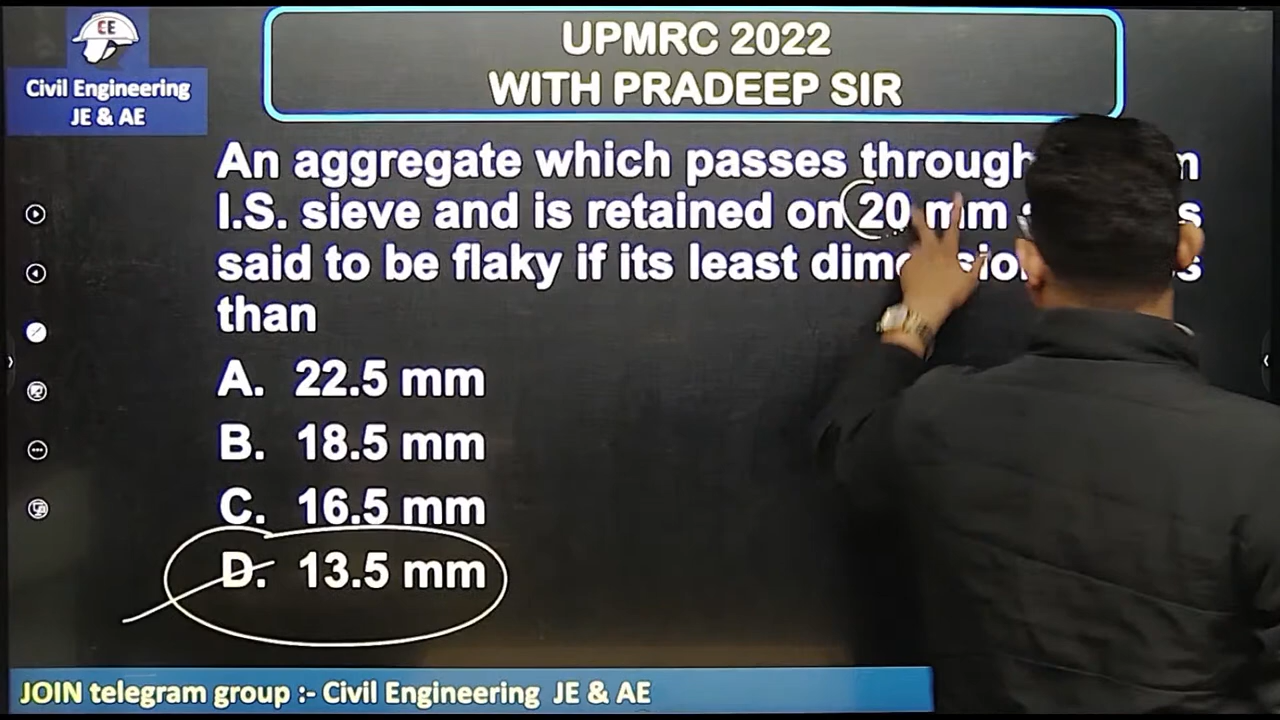 CE
Civil Engineering
JE & AE
UPMRC 2022
WITH PRADEEP SIR
An aggregate which passes through
I.S. sieve and is retained on 20 mm
said to be flaky if its least
than
A. 22.5 mm
B. 18.5 mm
C. 16.5 mm
D. 13.5 mm
JOIN telegram group :- Civil Engineering JE & AE